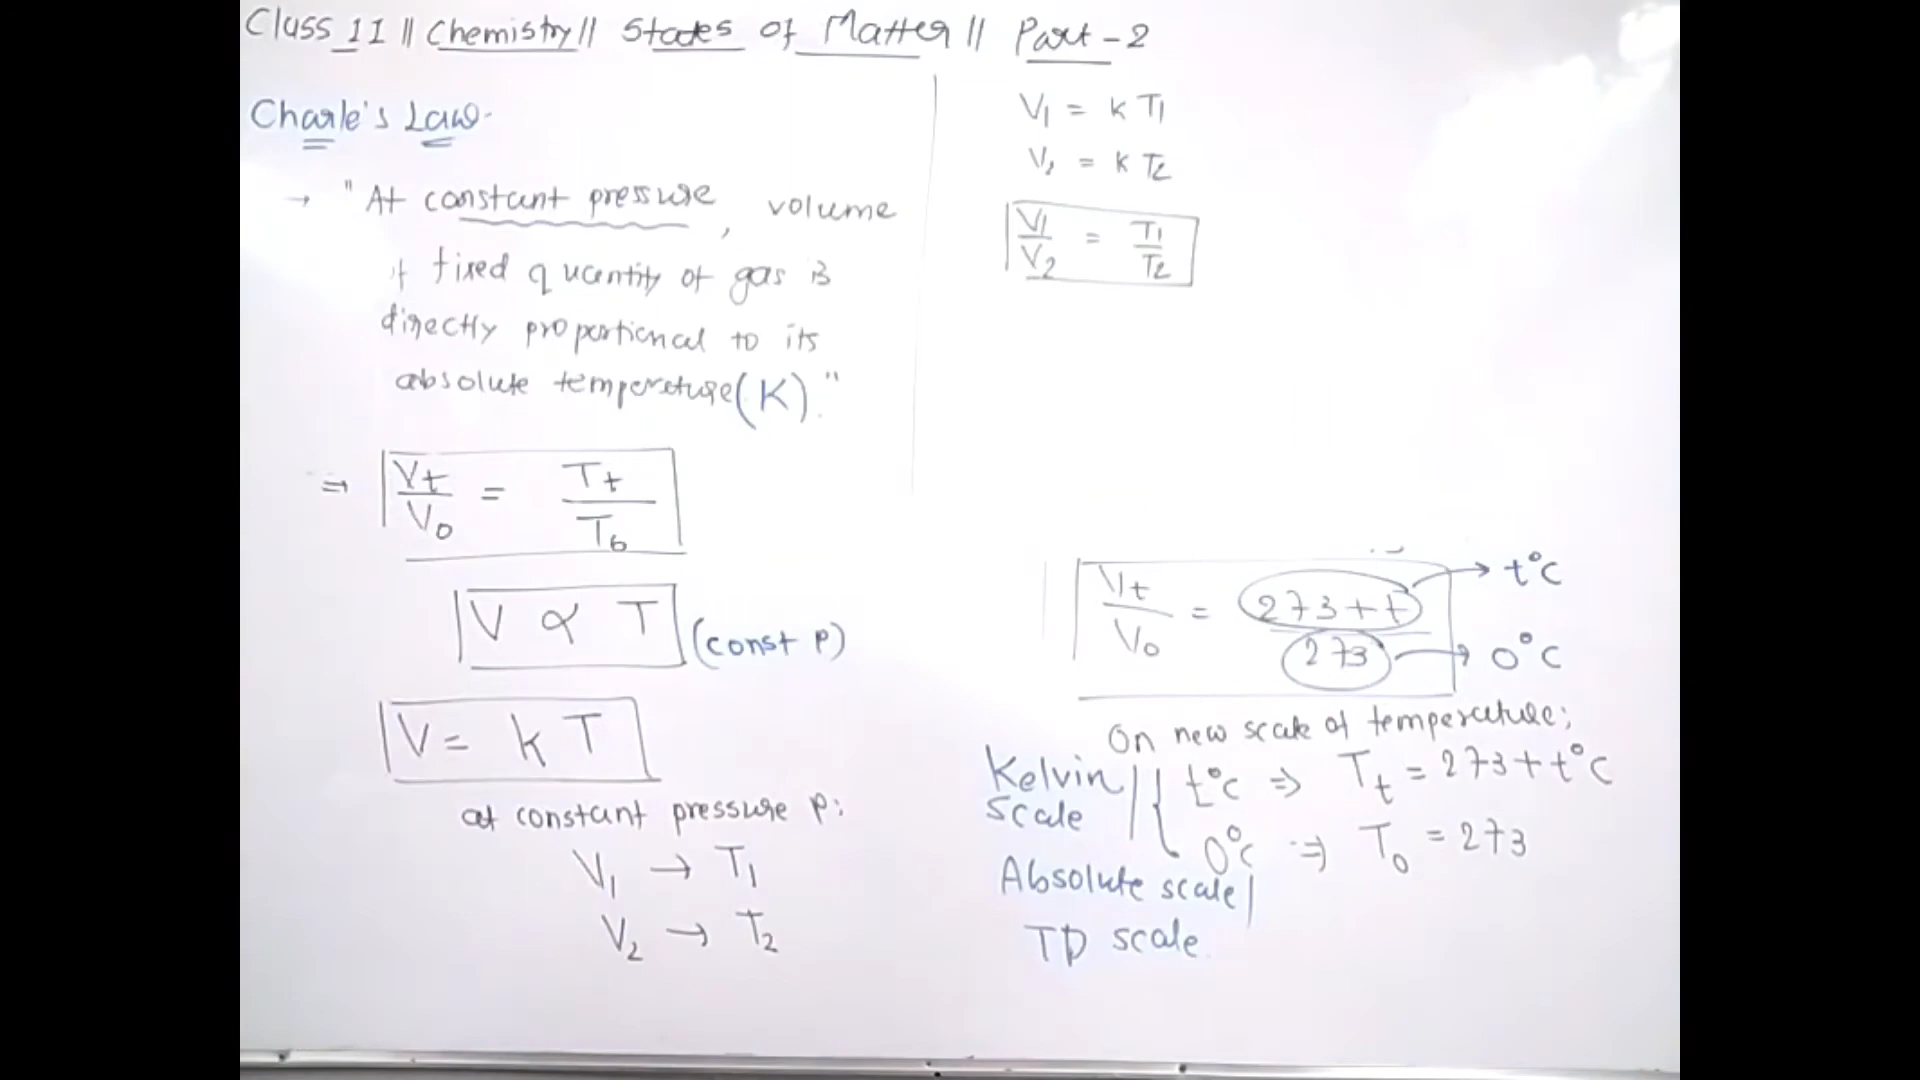 Class 11 || Chemistry || States of Matter || Part - 2
Charle's Law.
→ "At constant pressure, volume
of fixed quantity of gas is
directly proportional to its
absolute temperature (K)."
⇒ Vt/V0 = Tt/T0
V ∝ T (const P)
V = k T
at constant pressure P:
V1 → T1
V2 → T2
V1 = k T1
V2 = k T2
V1/V2 = T1/T2
Vt/V0 = 273+t/273
→ t°C
→ 0°C
On new scale of temperature;
Kelvin Scale
t°C ⇒ Tt = 273 + t°C
0°C ⇒ T0 = 273
Absolute scale |
TD scale.